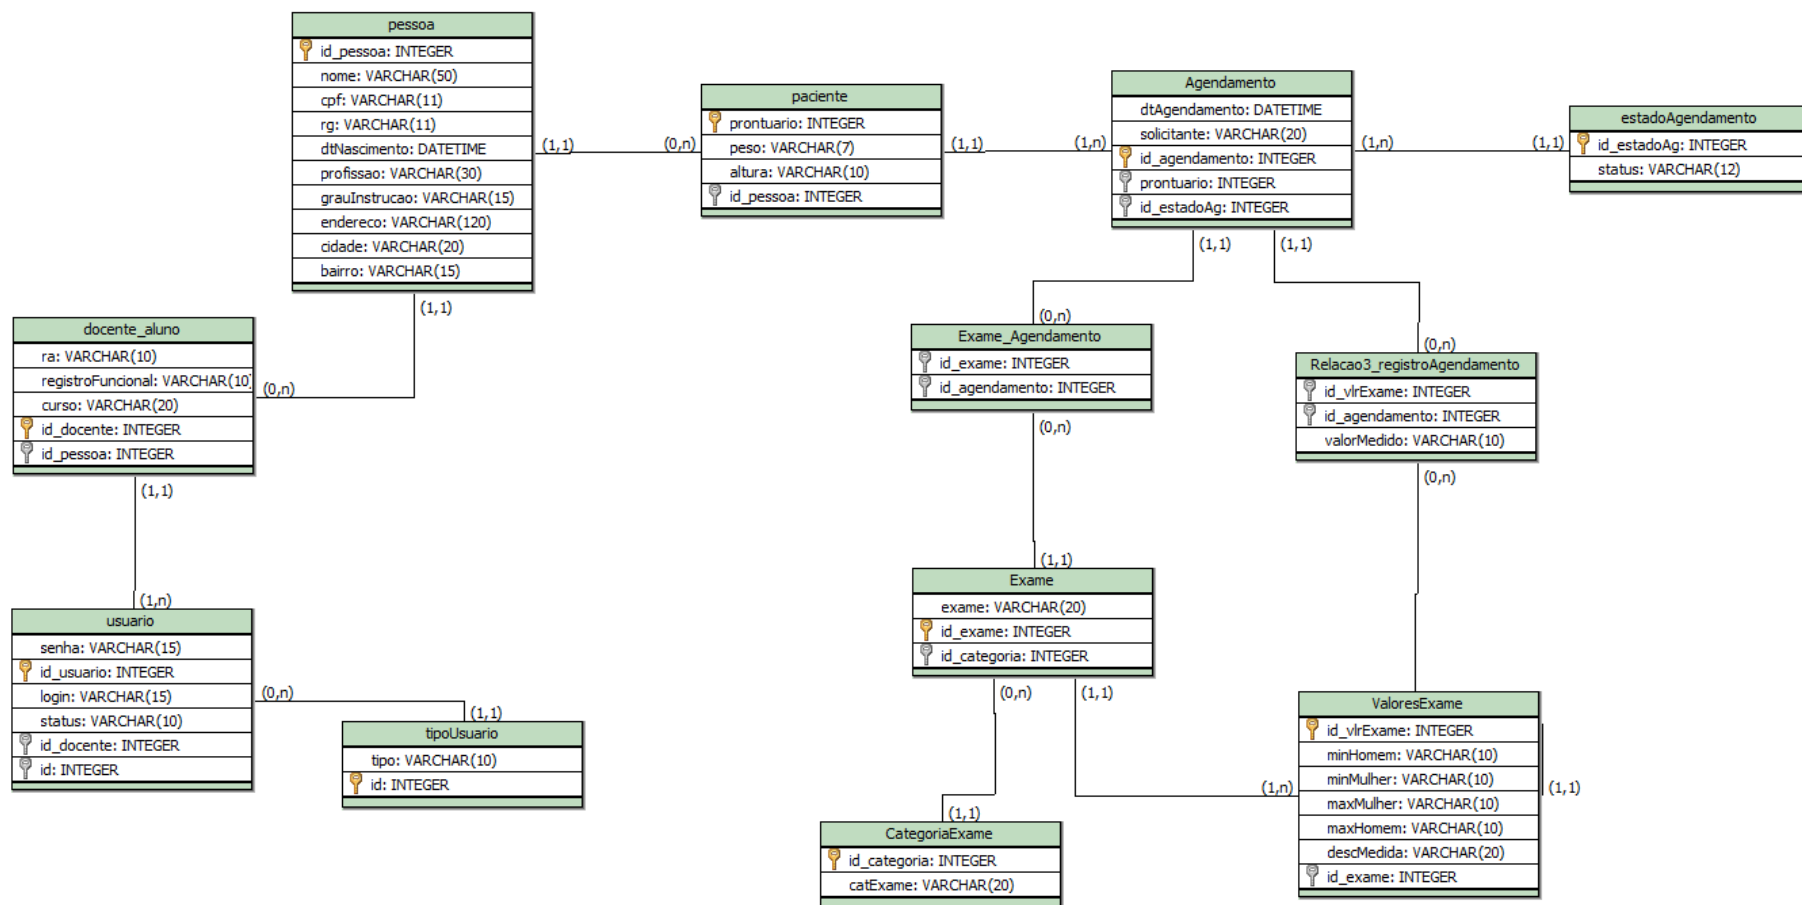 pessoa
id_pessoa: INTEGER
nome: VARCHAR(50)
cpf: VARCHAR(11)
rg: VARCHAR(11)
dtNascimento: DATETIME
profissao: VARCHAR(30)
grauInstrucao: VARCHAR(15)
endereco: VARCHAR(120)
cidade: VARCHAR(20)
bairro: VARCHAR(15)
(1,1)
(0,n)
(1,1)
paciente
prontuario: INTEGER
peso: VARCHAR(7)
altura: VARCHAR(10)
id_pessoa: INTEGER
(1,1)
(1,n)
Agendamento
dtAgendamento: DATETIME
solicitante: VARCHAR(20)
id_agendamento: INTEGER
prontuario: INTEGER
id_estadoAg: INTEGER
(1,n)
(1,1)
(1,1)
(1,1)
estadoAgendamento
id_estadoAg: INTEGER
status: VARCHAR(12)
docente_aluno
ra: VARCHAR(10)
registroFuncional: VARCHAR(10)
curso: VARCHAR(20)
id_docente: INTEGER
id_pessoa: INTEGER
(0,n)
(1,1)
(0,n)
Exame_Agendamento
id_exame: INTEGER
id_agendamento: INTEGER
(0,n)
(0,n)
Relacao3_registroAgendamento
id_vlrExame: INTEGER
id_agendamento: INTEGER
valorMedido: VARCHAR(10)
(0,n)
(1,n)
usuario
senha: VARCHAR(15)
id_usuario: INTEGER
login: VARCHAR(15)
status: VARCHAR(10)
id_docente: INTEGER
id: INTEGER
(0,n)
(1,1)
tipoUsuario
tipo: VARCHAR(10)
id: INTEGER
(1,1)
Exame
exame: VARCHAR(20)
id_exame: INTEGER
id_categoria: INTEGER
(0,n)
(1,1)
(1,1)
CategoriaExame
id_categoria: INTEGER
catExame: VARCHAR(20)
(1,n)
ValoresExame
id_vlrExame: INTEGER
minHomem: VARCHAR(10)
minMulher: VARCHAR(10)
maxMulher: VARCHAR(10)
maxHomem: VARCHAR(10)
descMedida: VARCHAR(20)
id_exame: INTEGER
(1,1)